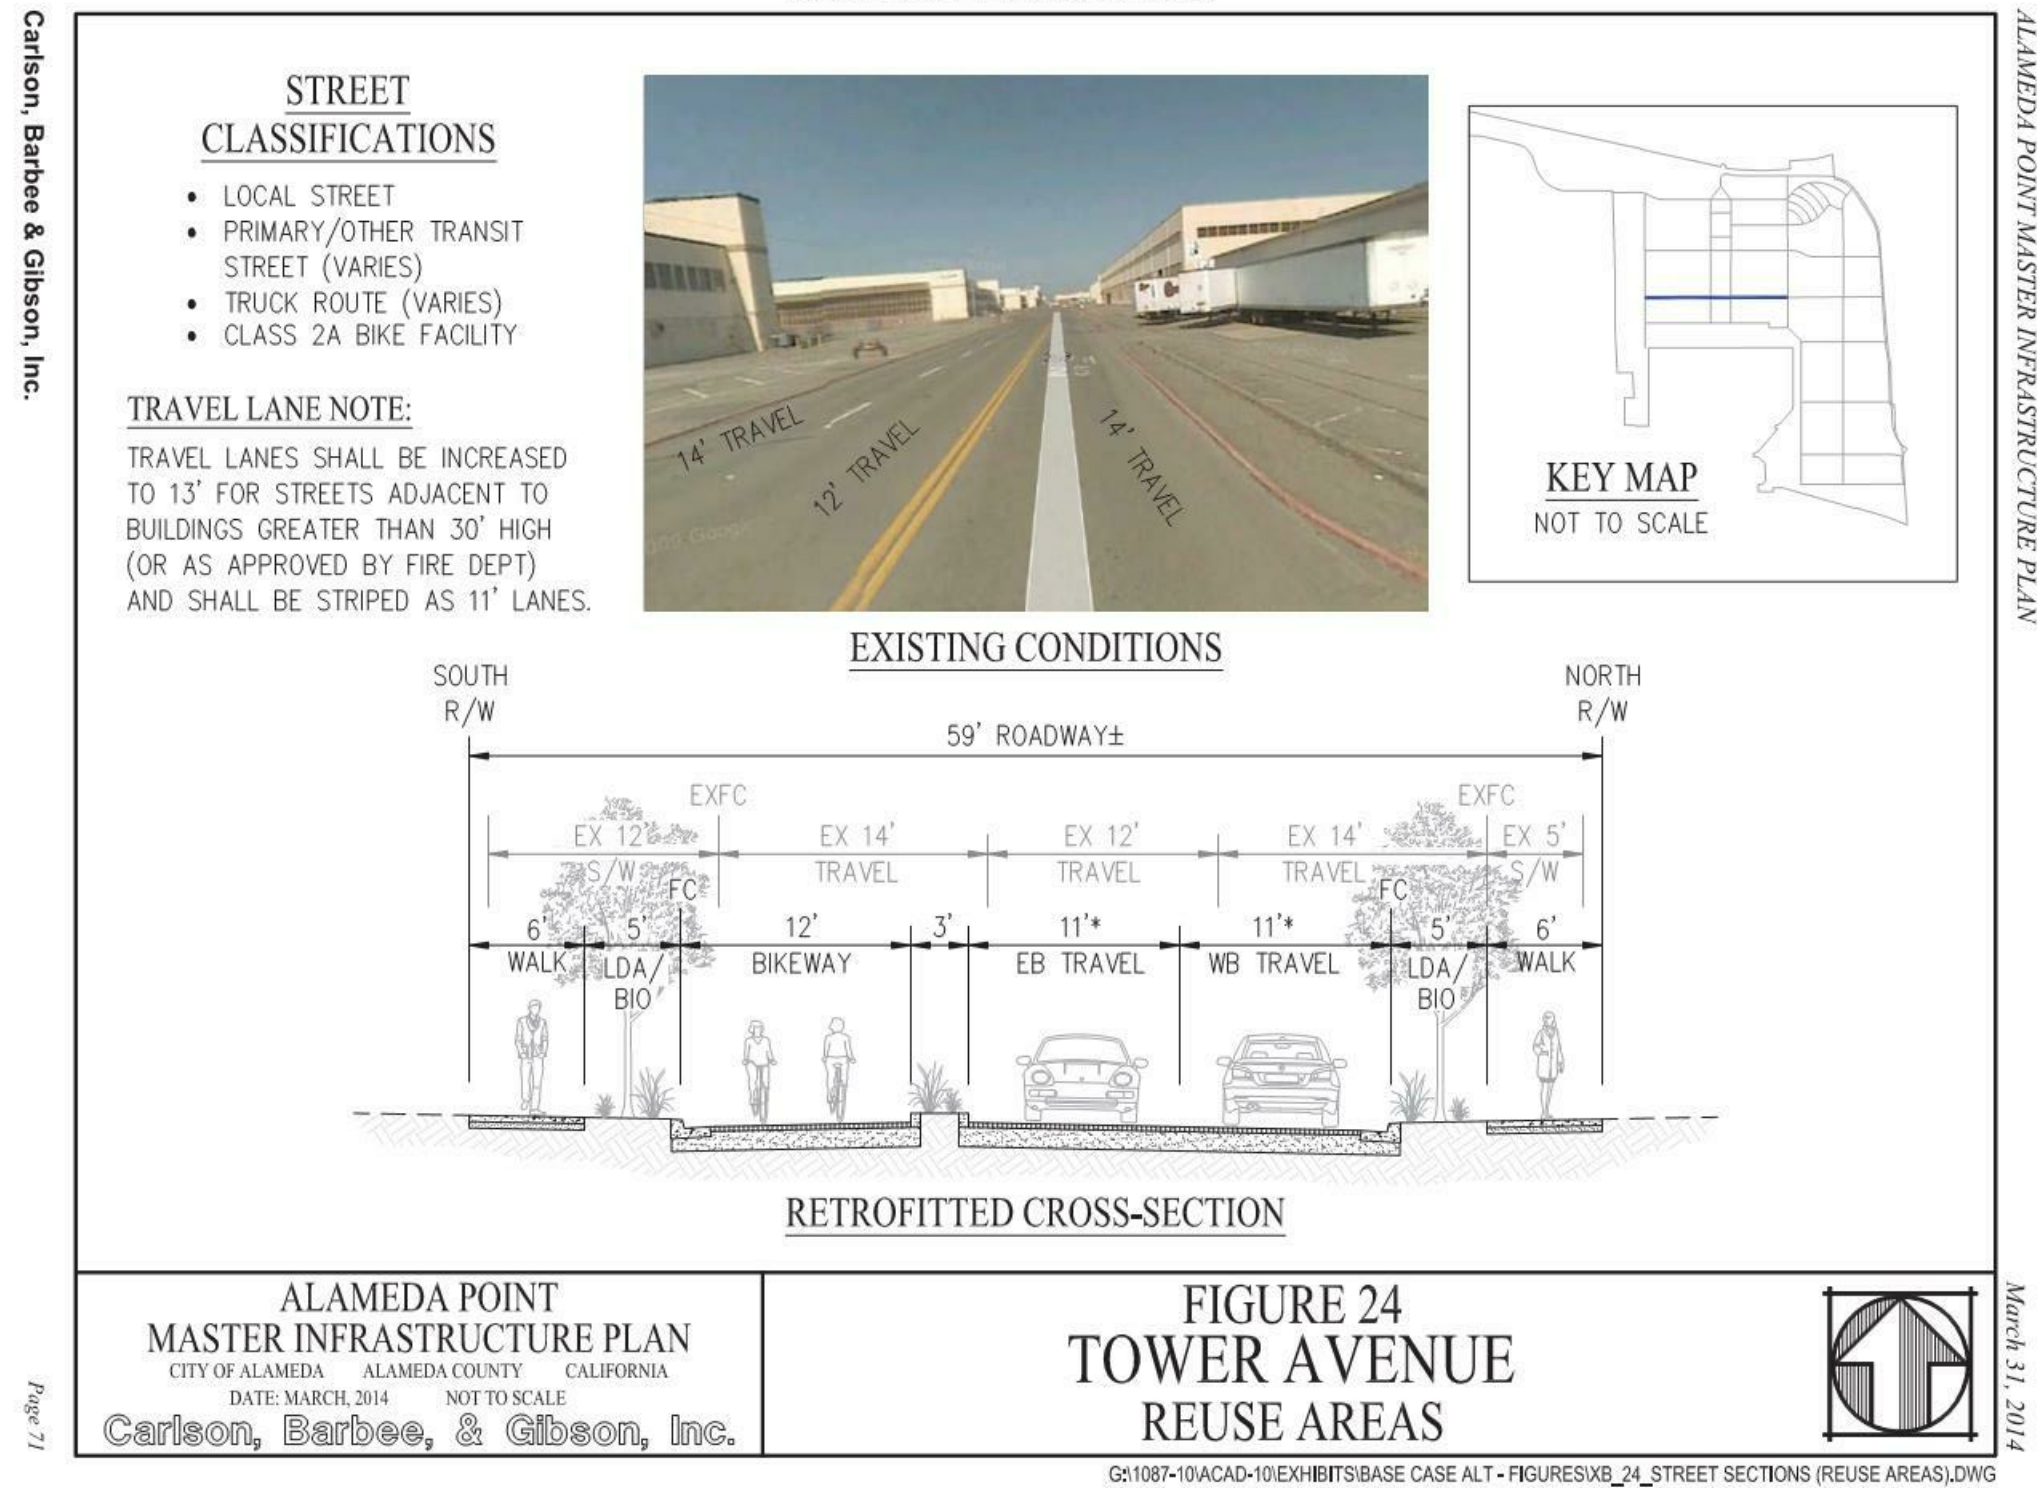 Carlson, Barbee & Gibson, Inc.
Page 71
ALAMEDA POINT MASTER INFRASTRUCTURE PLAN
March 31, 2014
STREET
CLASSIFICATIONS
• LOCAL STREET
• PRIMARY/OTHER TRANSIT
STREET (VARIES)
• TRUCK ROUTE (VARIES)
• CLASS 2A BIKE FACILITY
TRAVEL LANE NOTE:
TRAVEL LANES SHALL BE INCREASED
TO 13' FOR STREETS ADJACENT TO
BUILDINGS GREATER THAN 30' HIGH
(OR AS APPROVED BY FIRE DEPT)
AND SHALL BE STRIPED AS 11' LANES.
14' TRAVEL
12' TRAVEL
14' TRAVEL
Google
EXISTING CONDITIONS
KEY MAP
NOT TO SCALE
SOUTH
R/W
NORTH
R/W
59' ROADWAY±
EXFC
EXFC
EX 12'
S/W
EX 14'
TRAVEL
EX 12'
TRAVEL
EX 14'
TRAVEL
EX 5'
S/W
FC
FC
6'
WALK
5'
LDA/
BIO
12'
BIKEWAY
3'
11'*
EB TRAVEL
11'*
WB TRAVEL
5'
LDA/
BIO
6'
WALK
RETROFITTED CROSS-SECTION
ALAMEDA POINT
MASTER INFRASTRUCTURE PLAN
CITY OF ALAMEDA ALAMEDA COUNTY CALIFORNIA
DATE: MARCH, 2014 NOT TO SCALE
Carlson, Barbee, & Gibson, Inc.
FIGURE 24
TOWER AVENUE
REUSE AREAS
G:\1087-10\ACAD-10\EXHIBITS\BASE CASE ALT - FIGURES\XB_24_STREET SECTIONS (REUSE AREAS).DWG